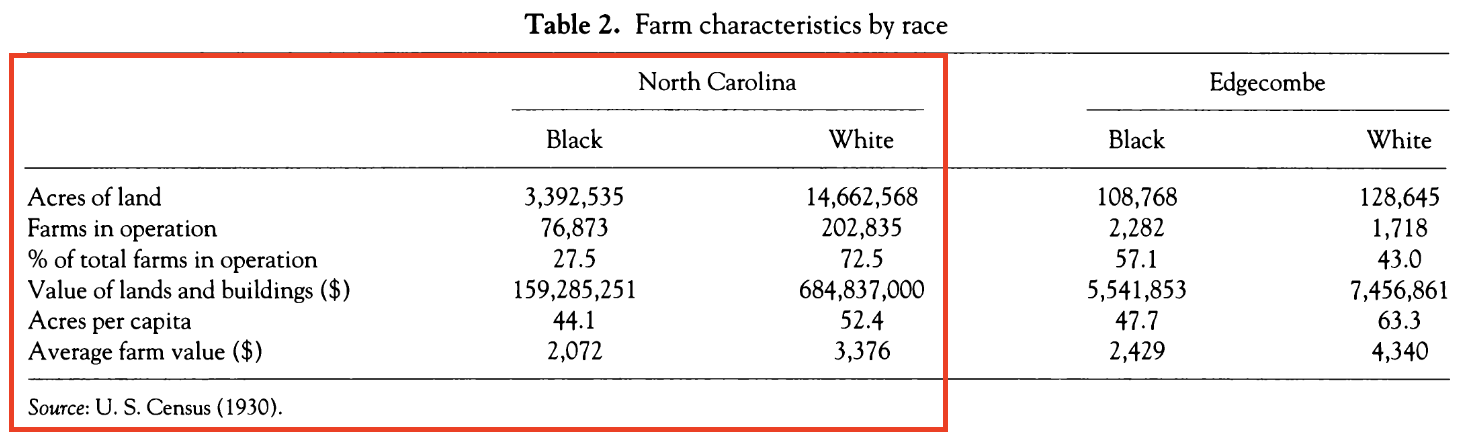 Table 2. Farm characteristics by race
North Carolina Edgecombe
Black White Black White
Acres of land 3,392,535 14,662,568 108,768 128,645
Farms in operation 76,873 202,835 2,282 1,718
% of total farms in operation 27.5 72.5 57.1 43.0
Value of lands and buildings ($) 159,285,251 684,837,000 5,541,853 7,456,861
Acres per capita 44.1 52.4 47.7 63.3
Average farm value ($) 2,072 3,376 2,429 4,340
Source: U. S. Census (1930).